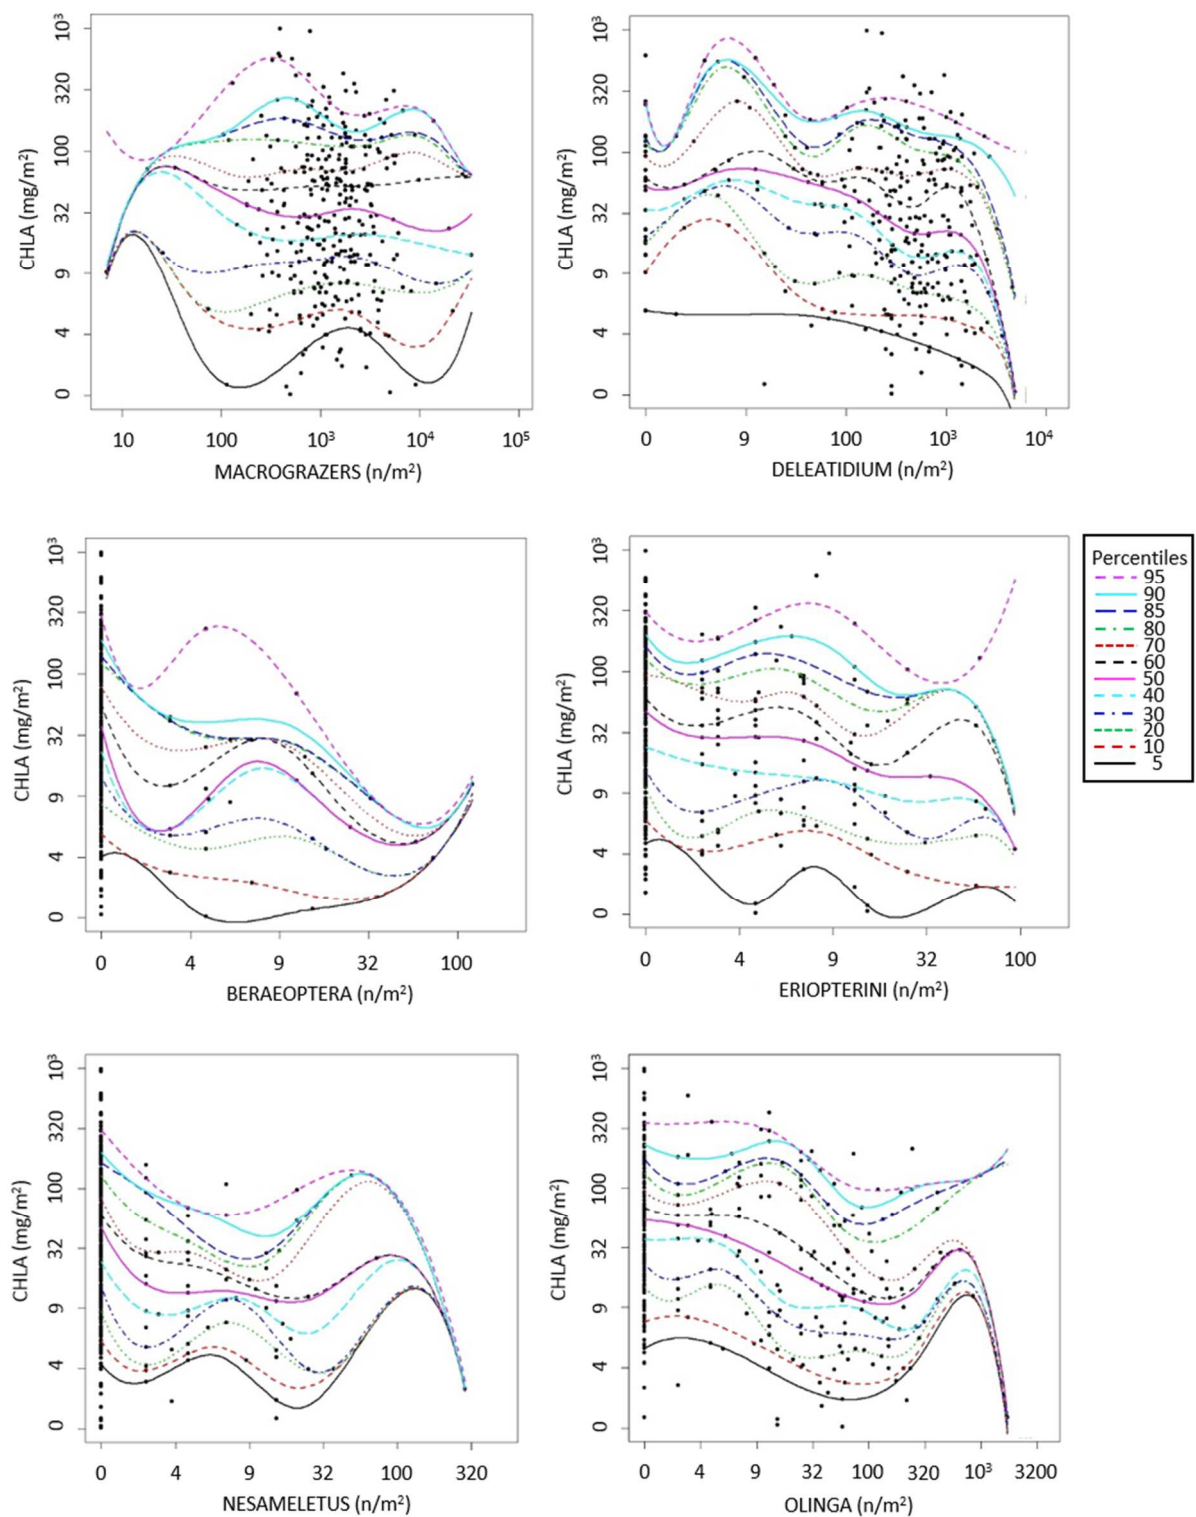 10³
320
100
32
9
4
0
CHLA (mg/m²)
10 100 10³ 10⁴ 10⁵
MACROGRAZERS (n/m²)
10³
320
100
32
9
4
0
CHLA (mg/m²)
0 9 100 10³ 10⁴
DELEATIDIUM (n/m²)
10³
320
100
32
9
4
0
CHLA (mg/m²)
0 4 9 32 100
BERAEOPTERA (n/m²)
10³
320
100
32
9
4
0
CHLA (mg/m²)
0 4 9 32 100
ERIOPTERINI (n/m²)
Percentiles
95
90
85
80
70
60
50
40
30
20
10
5
10³
320
100
32
9
4
0
CHLA (mg/m²)
0 4 9 32 100 320
NESAMELETUS (n/m²)
10³
320
100
32
9
4
0
CHLA (mg/m²)
0 4 9 32 100 320 10³ 3200
OLINGA (n/m²)